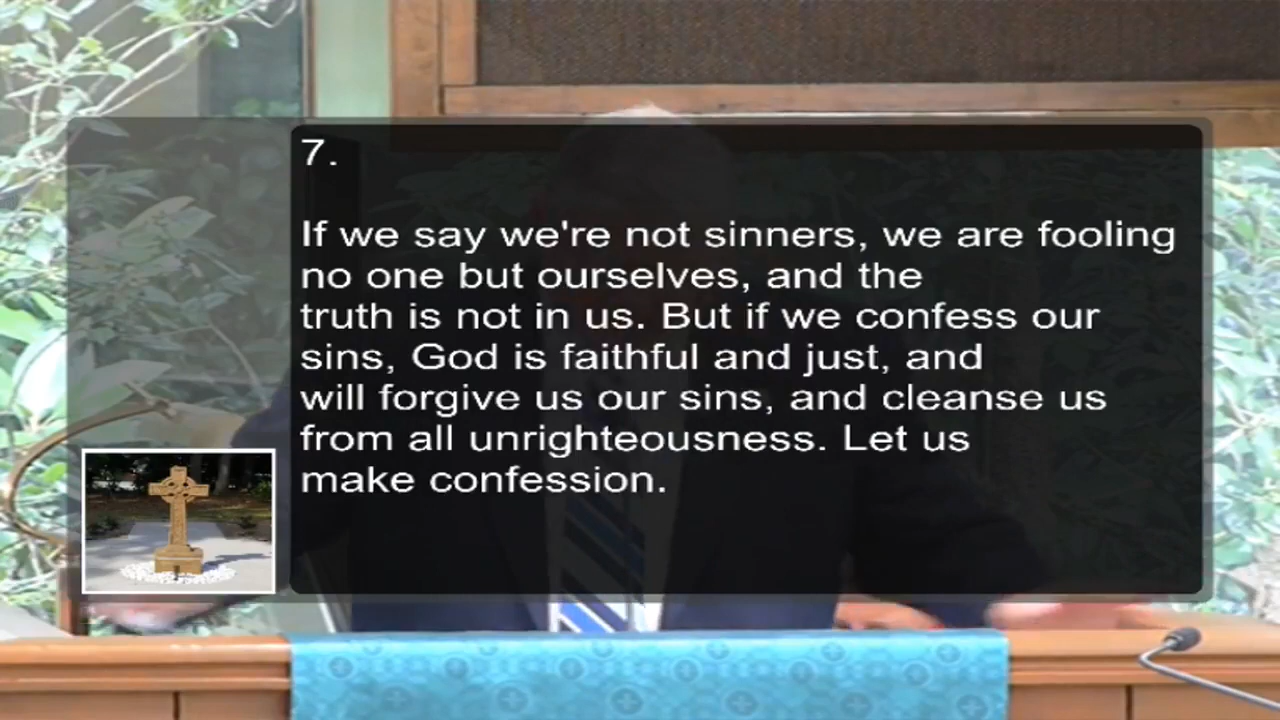 7.
If we say we're not sinners, we are fooling
no one but ourselves, and the
truth is not in us. But if we confess our
sins, God is faithful and just, and
will forgive us our sins, and cleanse us
from all unrighteousness. Let us
make confession.